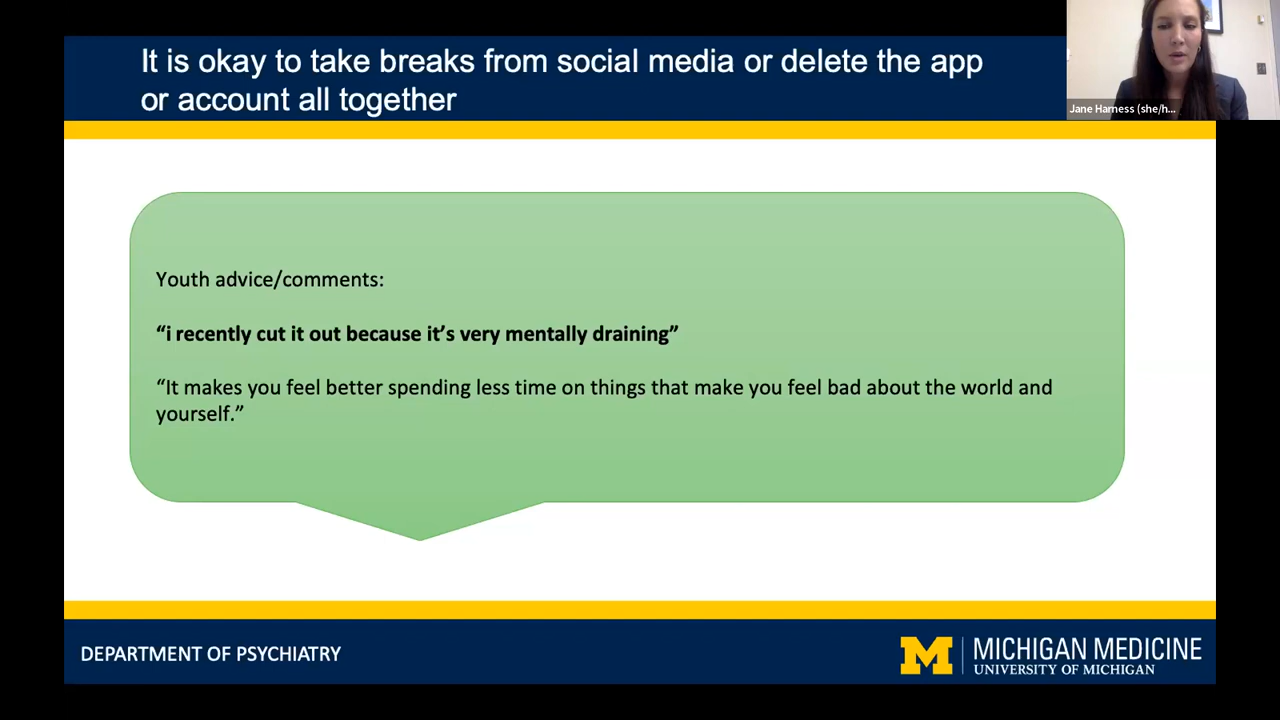 It is okay to take breaks from social media or delete the app
or account all together
Jane Harness (she/h...
Youth advice/comments:
“i recently cut it out because it’s very mentally draining”
“It makes you feel better spending less time on things that make you feel bad about the world and
yourself.”
DEPARTMENT OF PSYCHIATRY
M
MICHIGAN MEDICINE
UNIVERSITY OF MICHIGAN